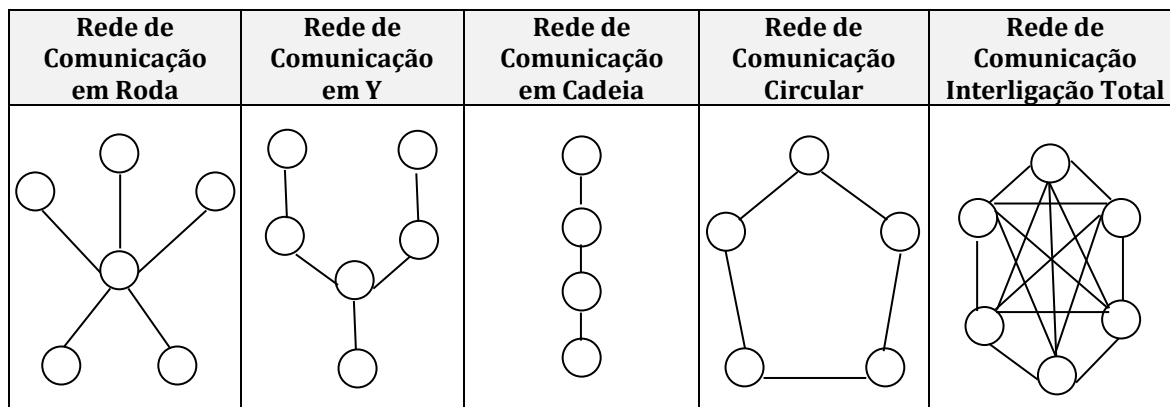 Rede de
Comunicação
em Roda
Rede de
Comunicação
em Y
Rede de
Comunicação
em Cadeia
Rede de
Comunicação
Circular
Rede de
Comunicação
Interligação Total